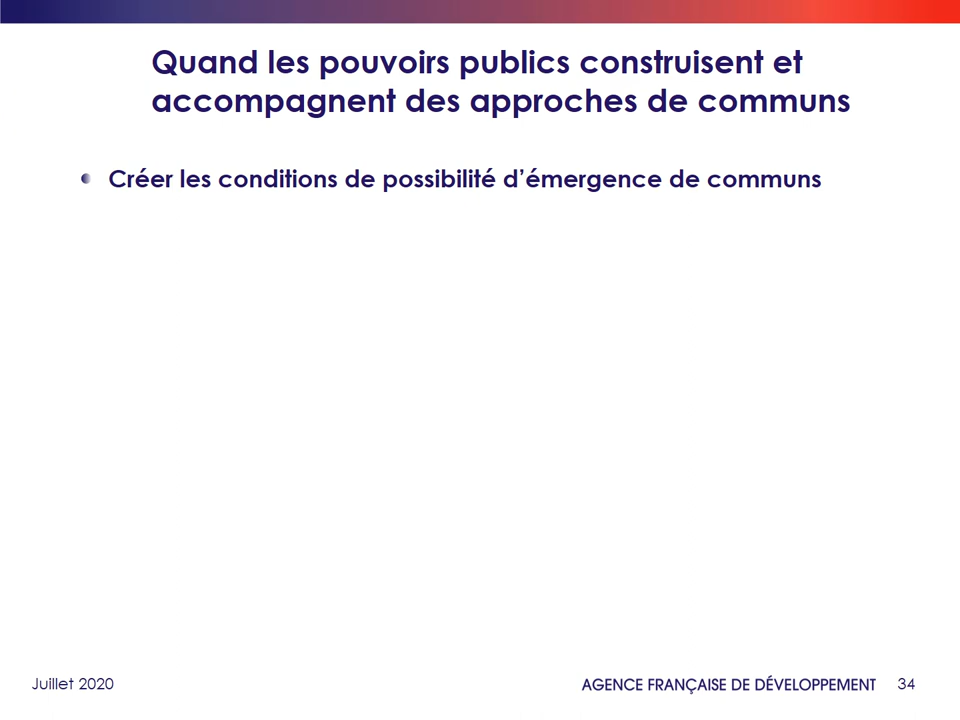 Quand les pouvoirs publics construisent et
accompagnent des approches de communs
Créer les conditions de possibilité d’émergence de communs
Juillet 2020
AGENCE FRANÇAISE DE DÉVELOPPEMENT
34